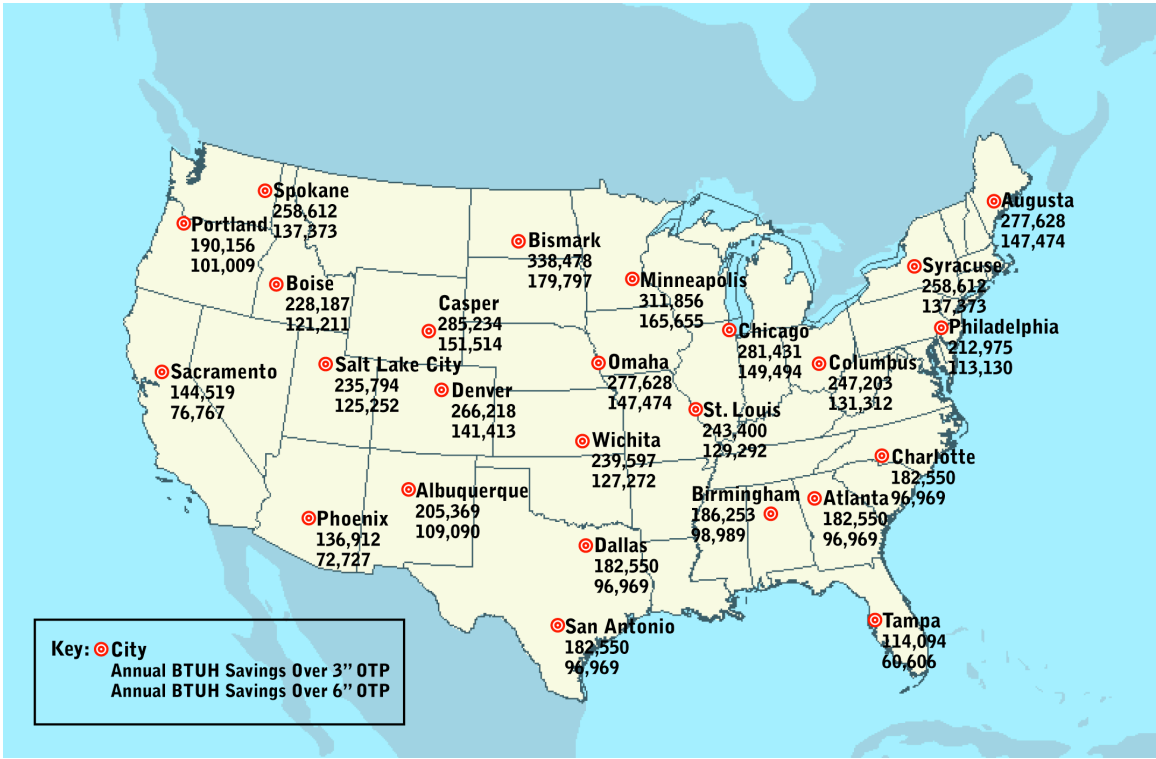 Spokane
258,612
137,373
Portland
190,156
101,009
Boise
228,187
121,211
Bismark
338,478
179,797
Minneapolis
311,856
165,655
Augusta
277,628
147,474
Syracuse
258,612
137,373
Philadelphia
212,975
113,130
Casper
285,234
151,514
Chicago
281,431
149,494
Sacramento
144,519
76,767
Salt Lake City
235,794
125,252
Denver
266,218
141,413
Omaha
277,628
147,474
Columbus
247,203
131,312
St. Louis
243,400
129,292
Wichita
239,597
127,272
Charlotte
182,550
96,969
Albuquerque
205,369
109,090
Birmingham
186,253
98,989
Atlanta
182,550
96,969
Phoenix
136,912
72,727
Dallas
182,550
96,969
San Antonio
182,550
96,969
Tampa
114,094
60,606
Key: City
Annual BTUH Savings Over 3” OTP
Annual BTUH Savings Over 6” OTP